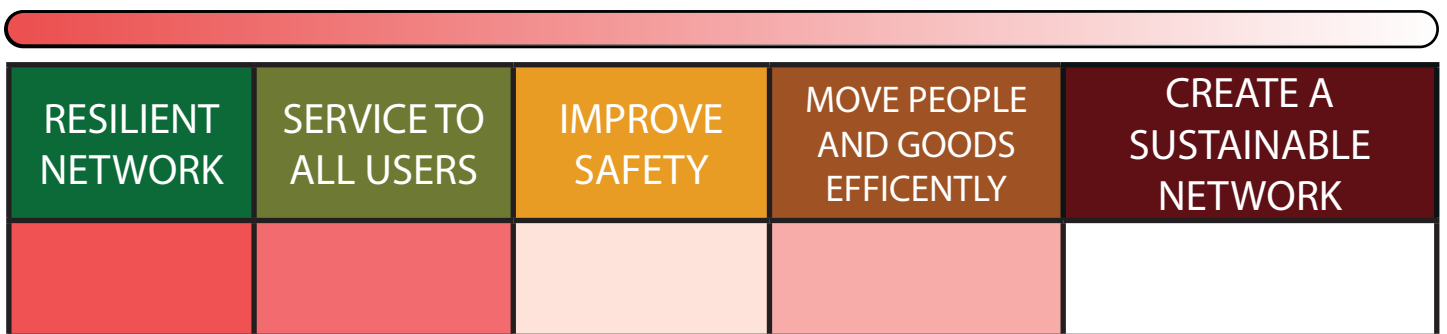 RESILIENT
NETWORK
SERVICE TO
ALL USERS
IMPROVE
SAFETY
MOVE PEOPLE
AND GOODS
EFFICENTLY
CREATE A
SUSTAINABLE
NETWORK